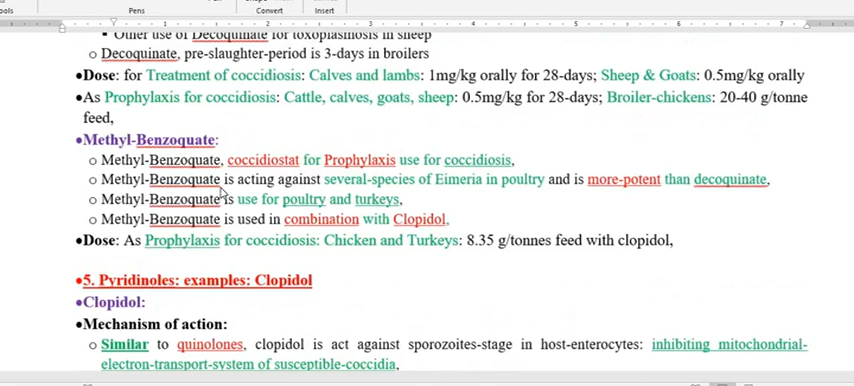 Pens
Convert
Insert
1 2 3 4 5 6 7
Other use of Decoquinate for toxoplasmosis in sheep
o Decoquinate, pre-slaughter-period is 3-days in broilers
•Dose: for Treatment of coccidiosis: Calves and lambs: 1mg/kg orally for 28-days; Sheep & Goats: 0.5mg/kg orally
•As Prophylaxis for coccidiosis: Cattle, calves, goats, sheep: 0.5mg/kg for 28-days; Broiler-chickens: 20-40 g/tonne
feed,
•Methyl-Benzoquate:
o Methyl-Benzoquate, coccidiostat for Prophylaxis use for coccidiosis,
o Methyl-Benzoquate is acting against several-species of Eimeria in poultry and is more-potent than decoquinate,
o Methyl-Benzoquate is use for poultry and turkeys,
o Methyl-Benzoquate is used in combination with Clopidol,
•Dose: As Prophylaxis for coccidiosis: Chicken and Turkeys: 8.35 g/tonnes feed with clopidol,
•5. Pyridinoles: examples: Clopidol
•Clopidol:
•Mechanism of action:
o Similar to quinolones, clopidol is act against sporozoites-stage in host-enterocytes: inhibiting mitochondrial-
electron-transport-system of susceptible-coccidia,